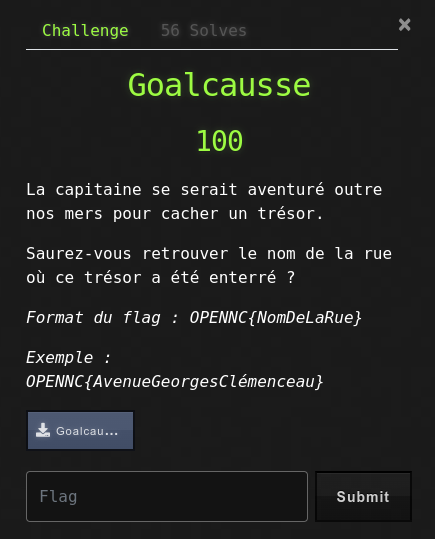 Challenge 56 Solves ×
Goalcausse
100
La capitaine se serait aventuré outre
nos mers pour cacher un trésor.
Saurez-vous retrouver le nom de la rue
où ce trésor a été enterré ?
Format du flag : OPENNC{NomDeLaRue}
Exemple :
OPENNC{AvenueGeorgesClémenceau}
Goalcau...
Flag
Submit